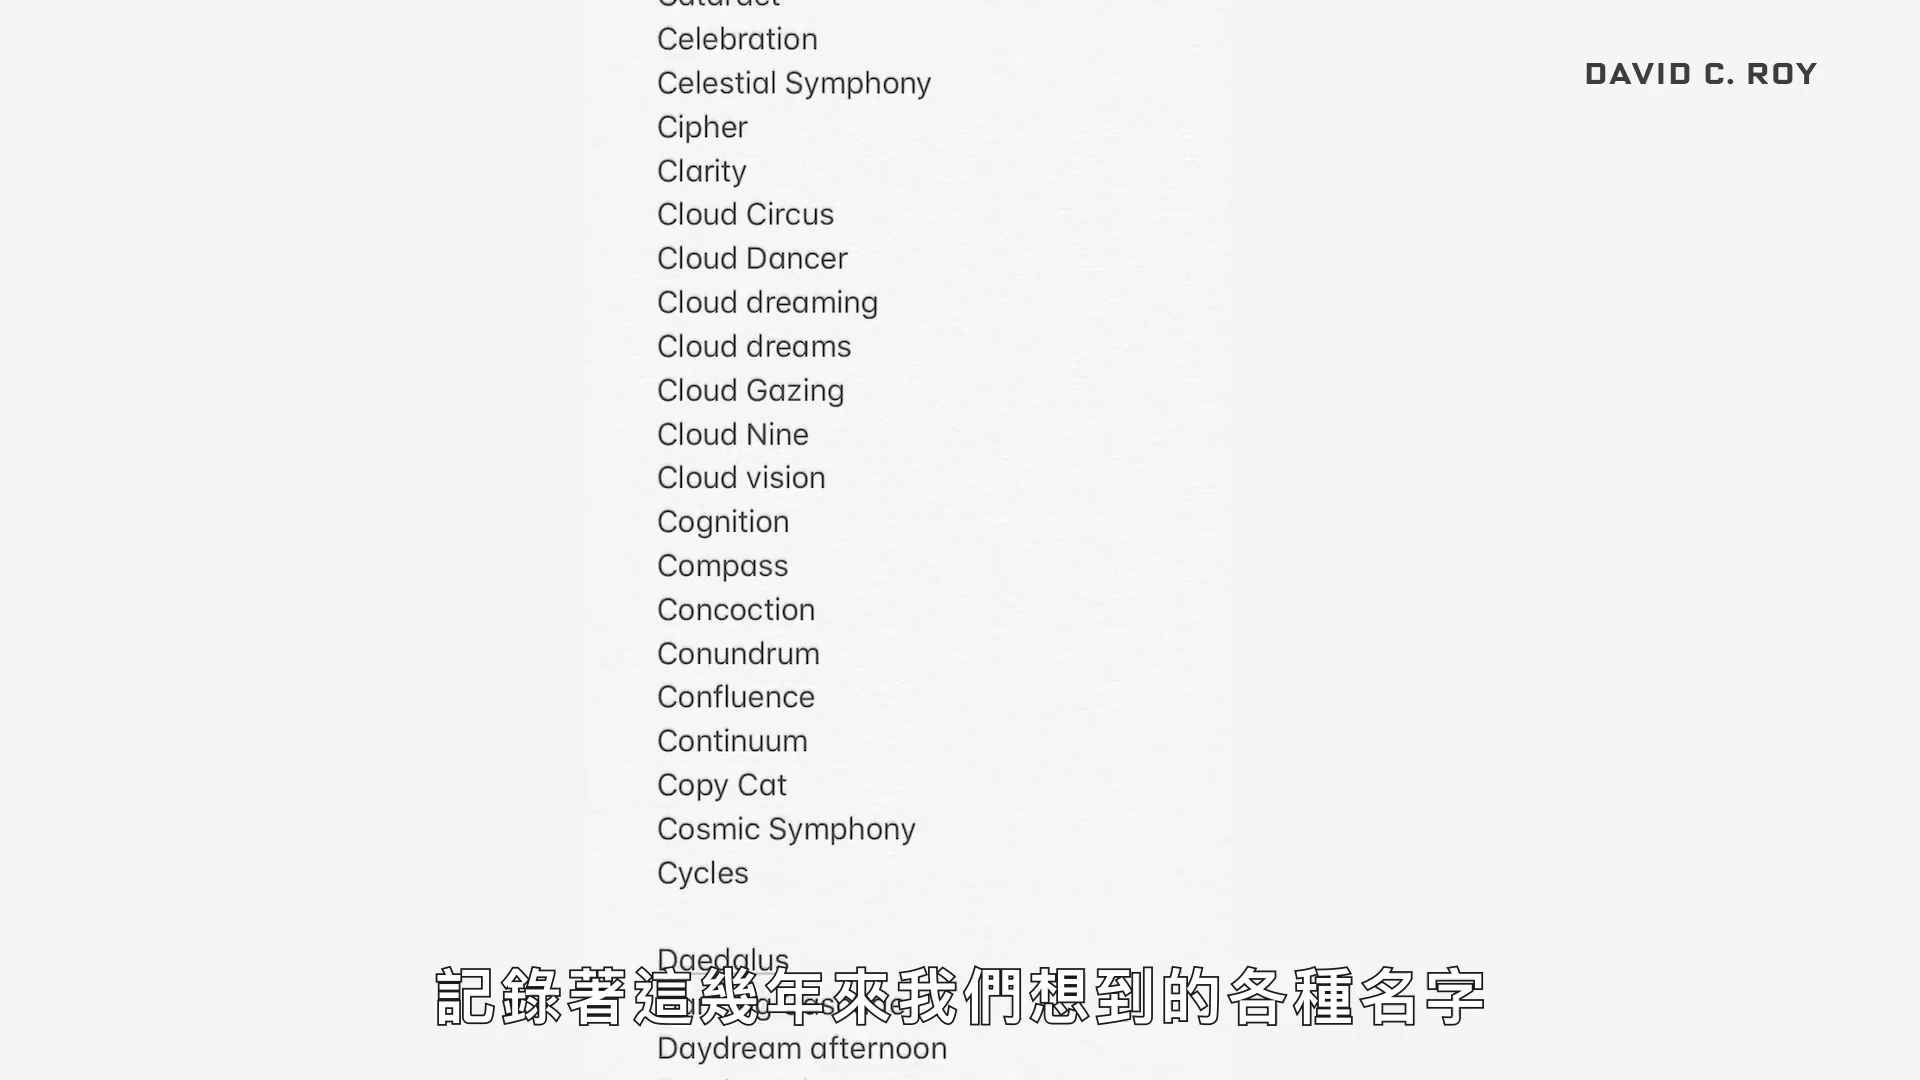 DAVID C. ROY
Celebration
Celestial Symphony
Cipher
Clarity
Cloud Circus
Cloud Dancer
Cloud dreaming
Cloud dreams
Cloud Gazing
Cloud Nine
Cloud vision
Cognition
Compass
Concoction
Conundrum
Confluence
Continuum
Copy Cat
Cosmic Symphony
Cycles
Daedalus
記錄著這幾年來我們想到的各種名字
Daydream afternoon